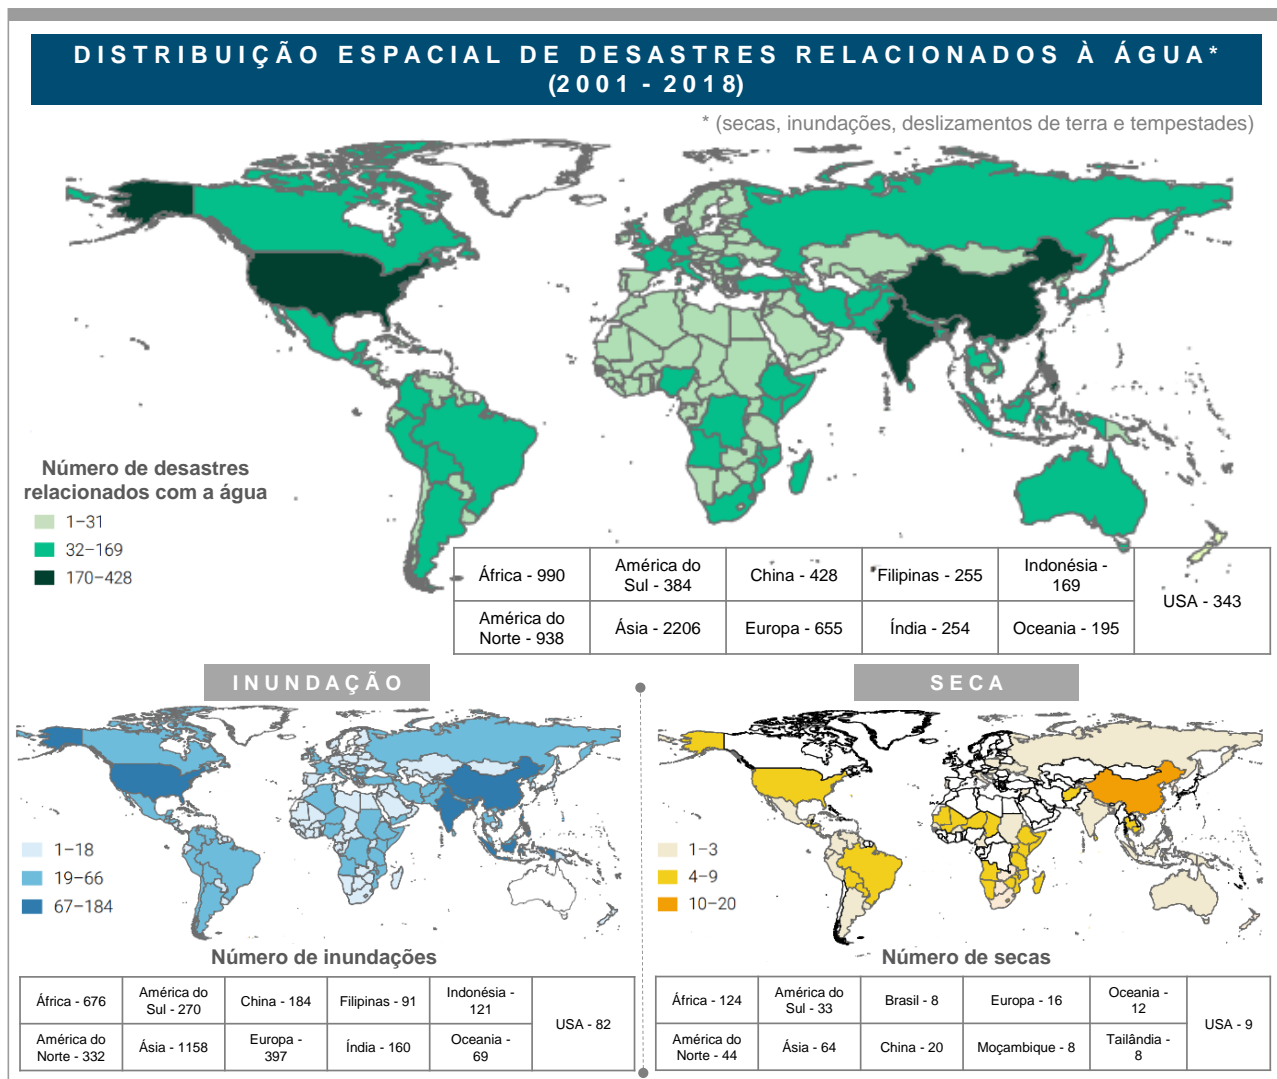 DISTRIBUIÇÃO ESPACIAL DE DESASTRES RELACIONADOS À ÁGUA*
(2001 - 2018)
* (secas, inundações, deslizamentos de terra e tempestades)
Número de desastres
relacionados com a água
1–31
32–169
170–428
África - 990
América do
Sul - 384
China - 428
Filipinas - 255
Indonésia -
169
USA - 343
América do
Norte - 938
Ásia - 2206
Europa - 655
Índia - 254
Oceania - 195
INUNDAÇÃO
1–18
19–66
67–184
Número de inundações
África - 676
América do
Sul - 270
China - 184
Filipinas - 91
Indonésia -
121
USA - 82
América do
Norte - 332
Ásia - 1158
Europa -
397
Índia - 160
Oceania -
69
SECA
1–3
4–9
10–20
Número de secas
África - 124
América do
Sul - 33
Brasil - 8
Europa - 16
Oceania -
12
USA - 9
América do
Norte - 44
Ásia - 64
China - 20
Moçambique - 8
Tailândia -
8